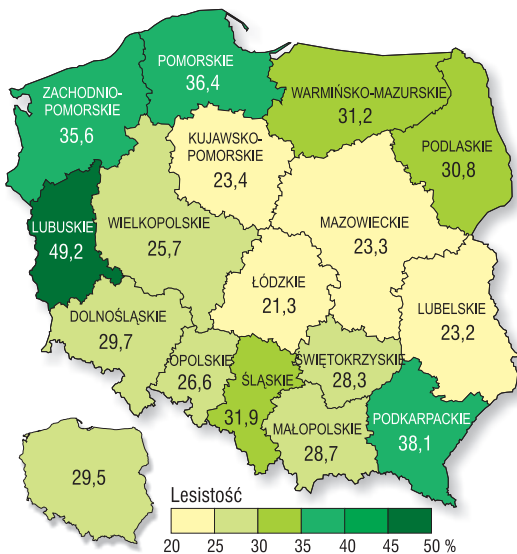 POMORSKIE
36,4
ZACHODNIO-
POMORSKIE
35,6
WARMIŃSKO-MAZURSKIE
31,2
PODLASKIE
30,8
KUJAWSKO-
POMORSKIE
23,4
LUBUSKIE
49,2
WIELKOPOLSKIE
25,7
MAZOWIECKIE
23,3
ŁÓDZKIE
21,3
LUBELSKIE
23,2
DOLNOŚLĄSKIE
29,7
OPOLSKIE
26,6
ŚLĄSKIE
31,9
ŚWIĘTOKRZYSKIE
28,3
MAŁOPOLSKIE
28,7
PODKARPACKIE
38,1
29,5
Lesistość
20 25 30 35 40 45 50 %